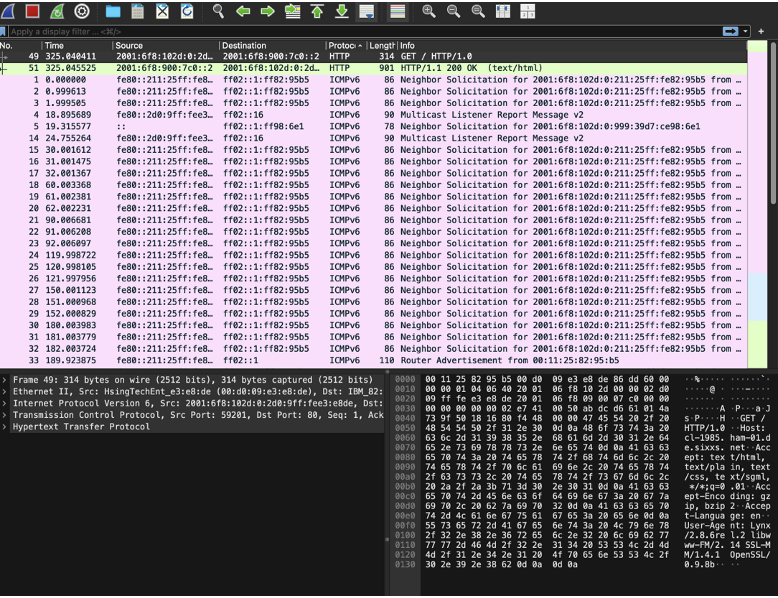 Apply a display filter ... <⌘/>
No. Time Source Destination Protoc Length Info
49 325.040411 2001:6f8:102d:0:2d… 2001:6f8:900:7c0::2 HTTP 314 GET / HTTP/1.0
51 325.045525 2001:6f8:900:7c0::2 2001:6f8:102d:0:2d… HTTP 901 HTTP/1.1 200 OK (text/html)
1 0.000000 fe80::211:25ff:fe8… ff02::1:ff82:95b5 ICMPv6 86 Neighbor Solicitation for 2001:6f8:102d:0:211:25ff:fe82:95b5 from …
2 0.999613 fe80::211:25ff:fe8… ff02::1:ff82:95b5 ICMPv6 86 Neighbor Solicitation for 2001:6f8:102d:0:211:25ff:fe82:95b5 from …
3 1.999505 fe80::211:25ff:fe8… ff02::1:ff82:95b5 ICMPv6 86 Neighbor Solicitation for 2001:6f8:102d:0:211:25ff:fe82:95b5 from …
4 18.895689 fe80::2d0:9ff:fee3… ff02::16 ICMPv6 90 Multicast Listener Report Message v2
5 19.315577 :: ff02::1:ff98:6e1 ICMPv6 78 Neighbor Solicitation for 2001:6f8:102d:0:999:39d7:ce98:6e1
14 24.755264 fe80::2d0:9ff:fee3… ff02::16 ICMPv6 90 Multicast Listener Report Message v2
15 30.001612 fe80::211:25ff:fe8… ff02::1:ff82:95b5 ICMPv6 86 Neighbor Solicitation for 2001:6f8:102d:0:211:25ff:fe82:95b5 from …
16 31.001475 fe80::211:25ff:fe8… ff02::1:ff82:95b5 ICMPv6 86 Neighbor Solicitation for 2001:6f8:102d:0:211:25ff:fe82:95b5 from …
17 32.001367 fe80::211:25ff:fe8… ff02::1:ff82:95b5 ICMPv6 86 Neighbor Solicitation for 2001:6f8:102d:0:211:25ff:fe82:95b5 from …
18 60.003368 fe80::211:25ff:fe8… ff02::1:ff82:95b5 ICMPv6 86 Neighbor Solicitation for 2001:6f8:102d:0:211:25ff:fe82:95b5 from …
19 61.002381 fe80::211:25ff:fe8… ff02::1:ff82:95b5 ICMPv6 86 Neighbor Solicitation for 2001:6f8:102d:0:211:25ff:fe82:95b5 from …
20 62.002231 fe80::211:25ff:fe8… ff02::1:ff82:95b5 ICMPv6 86 Neighbor Solicitation for 2001:6f8:102d:0:211:25ff:fe82:95b5 from …
21 90.006681 fe80::211:25ff:fe8… ff02::1:ff82:95b5 ICMPv6 86 Neighbor Solicitation for 2001:6f8:102d:0:211:25ff:fe82:95b5 from …
22 91.006208 fe80::211:25ff:fe8… ff02::1:ff82:95b5 ICMPv6 86 Neighbor Solicitation for 2001:6f8:102d:0:211:25ff:fe82:95b5 from …
23 92.006097 fe80::211:25ff:fe8… ff02::1:ff82:95b5 ICMPv6 86 Neighbor Solicitation for 2001:6f8:102d:0:211:25ff:fe82:95b5 from …
24 119.998722 fe80::211:25ff:fe8… ff02::1:ff82:95b5 ICMPv6 86 Neighbor Solicitation for 2001:6f8:102d:0:211:25ff:fe82:95b5 from …
25 120.998105 fe80::211:25ff:fe8… ff02::1:ff82:95b5 ICMPv6 86 Neighbor Solicitation for 2001:6f8:102d:0:211:25ff:fe82:95b5 from …
26 121.997956 fe80::211:25ff:fe8… ff02::1:ff82:95b5 ICMPv6 86 Neighbor Solicitation for 2001:6f8:102d:0:211:25ff:fe82:95b5 from …
27 150.001123 fe80::211:25ff:fe8… ff02::1:ff82:95b5 ICMPv6 86 Neighbor Solicitation for 2001:6f8:102d:0:211:25ff:fe82:95b5 from …
28 151.000968 fe80::211:25ff:fe8… ff02::1:ff82:95b5 ICMPv6 86 Neighbor Solicitation for 2001:6f8:102d:0:211:25ff:fe82:95b5 from …
29 152.000829 fe80::211:25ff:fe8… ff02::1:ff82:95b5 ICMPv6 86 Neighbor Solicitation for 2001:6f8:102d:0:211:25ff:fe82:95b5 from …
30 180.003983 fe80::211:25ff:fe8… ff02::1:ff82:95b5 ICMPv6 86 Neighbor Solicitation for 2001:6f8:102d:0:211:25ff:fe82:95b5 from …
31 181.003779 fe80::211:25ff:fe8… ff02::1:ff82:95b5 ICMPv6 86 Neighbor Solicitation for 2001:6f8:102d:0:211:25ff:fe82:95b5 from …
32 182.003724 fe80::211:25ff:fe8… ff02::1:ff82:95b5 ICMPv6 86 Neighbor Solicitation for 2001:6f8:102d:0:211:25ff:fe82:95b5 from …
33 189.923875 fe80::211:25ff:fe8… ff02::1 ICMPv6 110 Router Advertisement from 00:11:25:82:95:b5
Frame 49: 314 bytes on wire (2512 bits), 314 bytes captured (2512 bits)
Ethernet II, Src: HsingTechEnt_e3:e8:de (00:d0:09:e3:e8:de), Dst: IBM_82:
Internet Protocol Version 6, Src: 2001:6f8:102d:0:2d0:9ff:fee3:e8de, Dst:
Transmission Control Protocol, Src Port: 59201, Dst Port: 80, Seq: 1, Ack
Hypertext Transfer Protocol
0000 00 11 25 82 95 b5 00 d0 09 e3 e8 de 86 dd 60 00
0010 00 00 01 04 06 40 20 01 06 f8 10 2d 00 00 02 d0
0020 09 ff fe e3 e8 de 20 01 06 f8 09 00 07 c0 00 00
0030 00 00 00 00 00 02 e7 41 00 50 ab dc d6 61 01 4a
0040 73 9f 50 18 16 80 f4 48 00 00 47 45 54 20 2f 20
0050 48 54 54 50 2f 31 2e 30 0d 0a 48 6f 73 74 3a 20
0060 63 6c 2d 31 39 38 35 2e 68 61 6d 2d 30 31 2e 64
0070 65 2e 73 69 78 78 73 2e 6e 65 74 0d 0a 41 63 63
0080 65 70 74 3a 20 74 65 78 74 2f 68 74 6d 6c 2c 20
0090 74 65 78 74 2f 70 6c 61 69 6e 2c 20 74 65 78 74
00a0 2f 63 73 73 2c 20 74 65 78 74 2f 73 67 6d 6c 2c
00b0 20 2a 2f 2a 3b 71 3d 30 2e 30 31 0d 0a 41 63 63
00c0 65 70 74 2d 45 6e 63 6f 64 69 6e 67 3a 20 67 7a
00d0 69 70 2c 20 62 7a 69 70 32 0d 0a 41 63 63 65 70
00e0 74 2d 4c 61 6e 67 75 61 67 65 3a 20 65 6e 0d 0a
00f0 55 73 65 72 2d 41 67 65 6e 74 3a 20 4c 79 6e 78
0100 2f 32 2e 38 2e 36 72 65 6c 2e 32 20 6c 69 62 77
0110 77 77 2d 46 4d 2f 32 2e 31 34 20 53 53 4c 2d 4d
0120 4d 2f 31 2e 34 2e 31 20 4f 70 65 6e 53 53 4c 2f
0130 30 2e 39 2e 38 62 0d 0a 0d 0a
··%····· ······`·
·····@ · ···-····
······ · ········
·······A ·P···a·J
s·P····H ··GET /
HTTP/1.0 ··Host:
cl-1985. ham-01.d
e.sixxs. net··Acc
ept: tex t/html,
text/pla in, text
/css, te xt/sgml,
*/*;q=0 .01··Acc
ept-Enco ding: gz
ip, bzip 2··Accep
t-Langua ge: en··
User-Age nt: Lynx
/2.8.6re l.2 libw
ww-FM/2. 14 SSL-M
M/1.4.1 OpenSSL/
0.9.8b·· ··